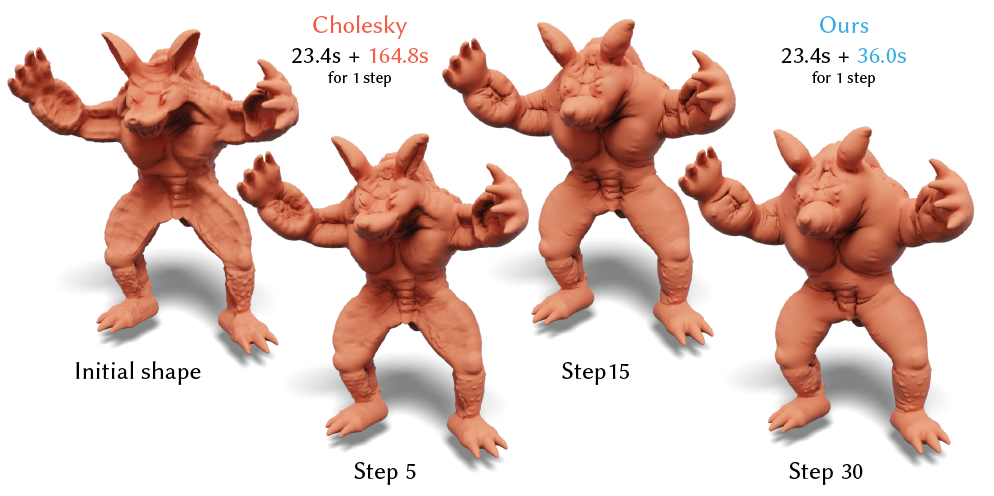 Cholesky
23.4s + 164.8s
for 1 step
Ours
23.4s + 36.0s
for 1 step
Initial shape
Step 5
Step15
Step 30